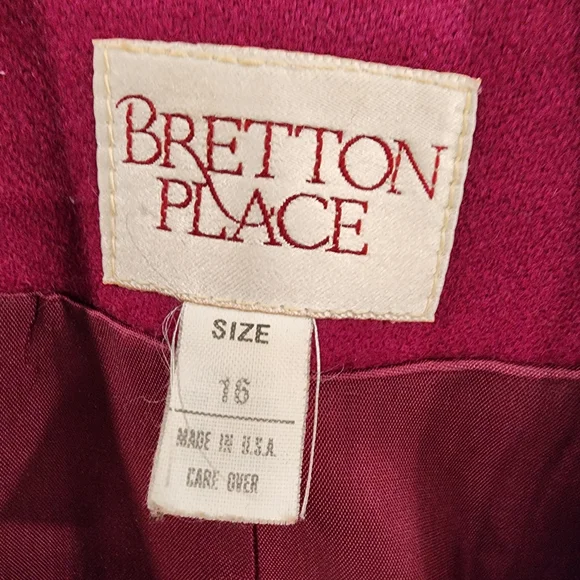 BRETTON
PLACE
SIZE
16
MADE IN U.S.A.
CARE OVER